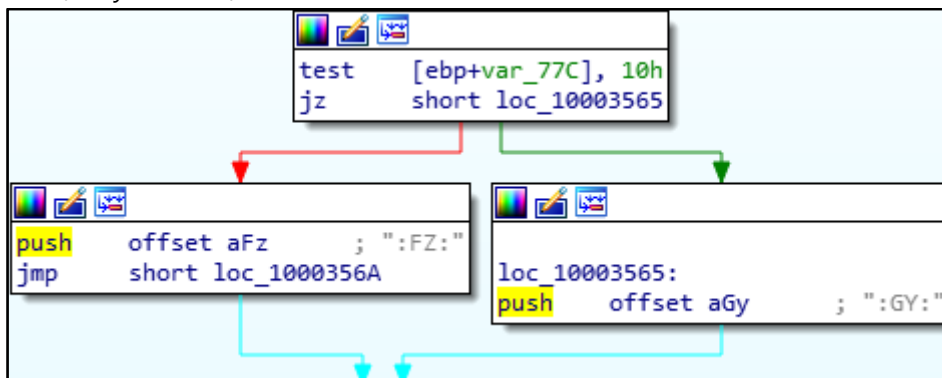 test [ebp+var_77C], 10h
jz short loc_10003565
push offset aFz ; ":FZ:"
jmp short loc_1000356A
loc_10003565:
push offset aGy ; ":GY:"